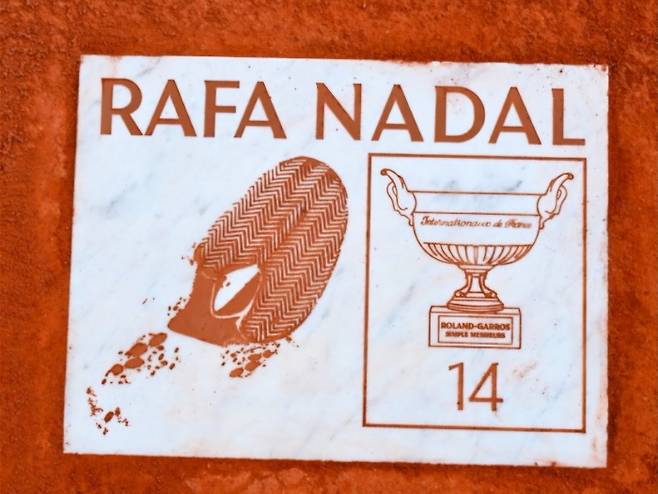 RAFA NADAL
Internationaux de France
ROLAND-GARROS
SIMPLE MESSIEURS
14